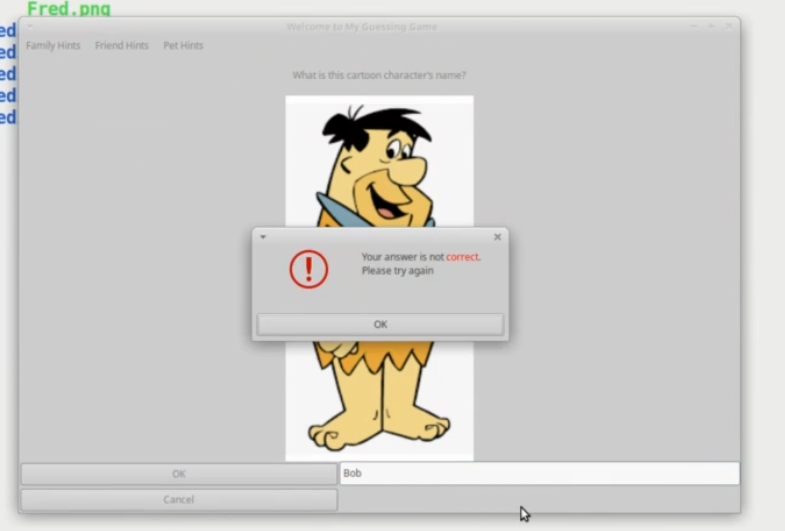 Fred.png
ed
ed
ed
ed
ed
Welcome to My Guessing Game
Family Hints Friend Hints Pet Hints
What is this cartoon character's name?
Your answer is not correct.
Please try again
OK
OK
Bob
Cancel